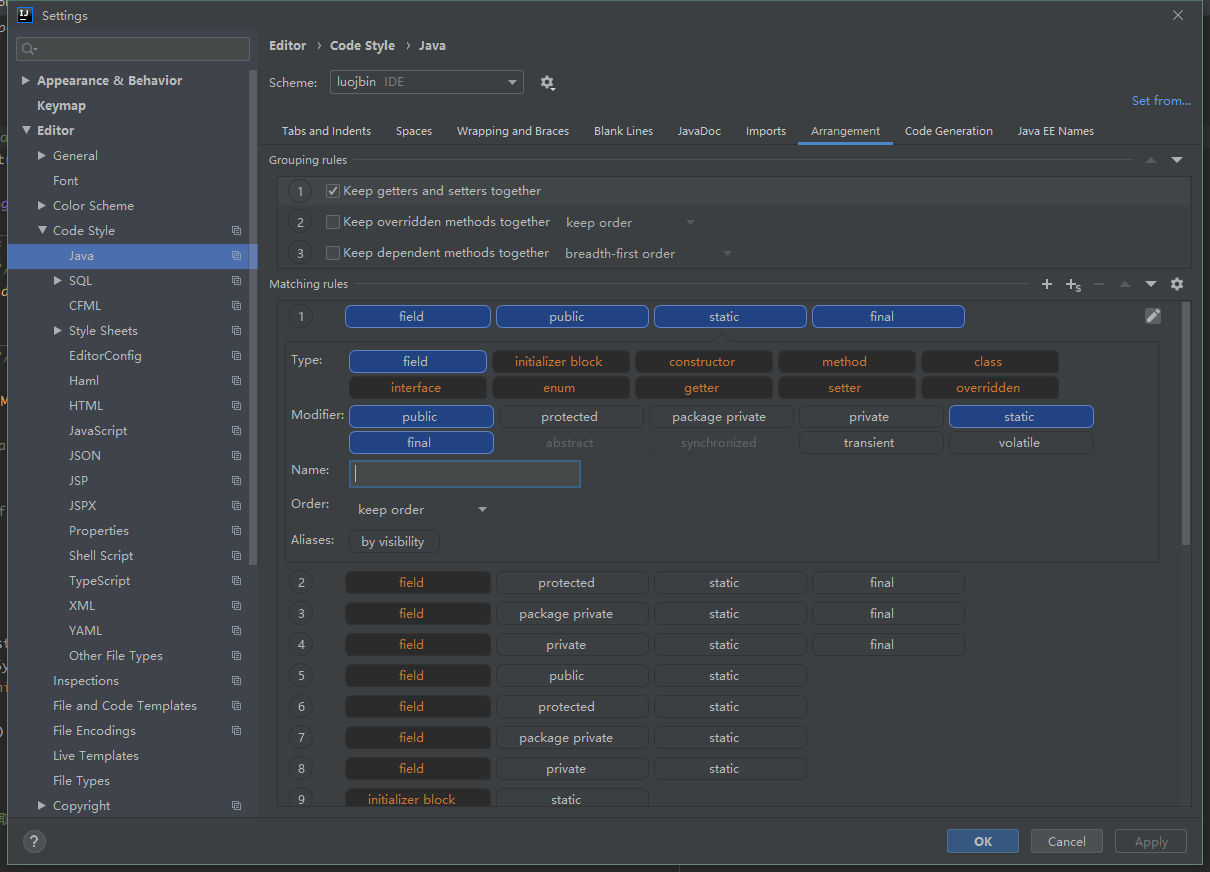 Settings
Appearance & Behavior
Keymap
Editor
General
Font
Color Scheme
Code Style
Java
SQL
CFML
Style Sheets
EditorConfig
Haml
HTML
JavaScript
JSON
JSP
JSPX
Properties
Shell Script
TypeScript
XML
YAML
Other File Types
Inspections
File and Code Templates
File Encodings
Live Templates
File Types
Copyright
Editor › Code Style › Java
Scheme: luojbin IDE
Set from...
Tabs and Indents Spaces Wrapping and Braces Blank Lines JavaDoc Imports Arrangement Code Generation Java EE Names
Grouping rules
1 Keep getters and setters together
2 Keep overridden methods together keep order
3 Keep dependent methods together breadth-first order
Matching rules
1 field public static final
Type: field initializer block constructor method class
interface enum getter setter overridden
Modifier: public protected package private private static
final abstract synchronized transient volatile
Name:
Order: keep order
Aliases: by visibility
2 field protected static final
3 field package private static final
4 field private static final
5 field public static
6 field protected static
7 field package private static
8 field private static
9 initializer block static
? OK Cancel Apply